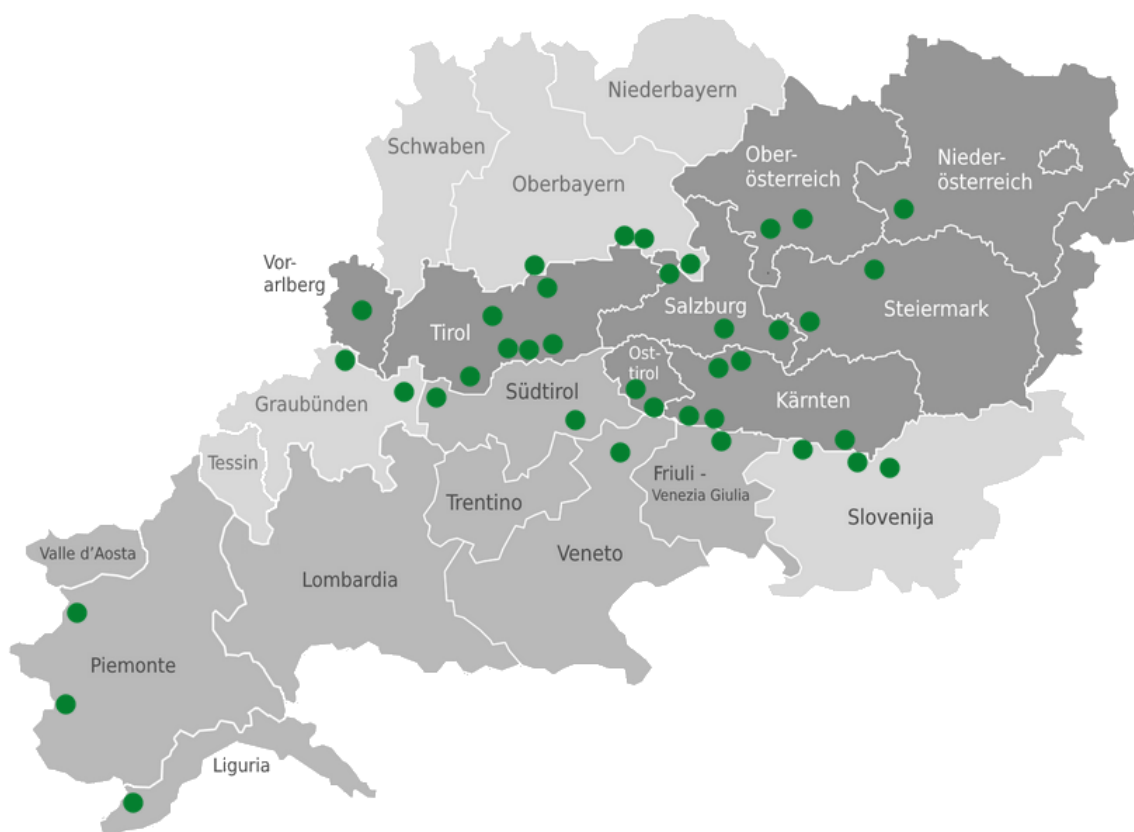 Niederbayern
Schwaben
Oberbayern
Ober-
österreich
Nieder-
österreich
Vor-
arlberg
Tirol
Salzburg
Steiermark
Ost-
tirol
Südtirol
Kärnten
Graubünden
Tessin
Trentino
Friuli -
Venezia Giulia
Slovenija
Valle d'Aosta
Lombardia
Veneto
Piemonte
Liguria